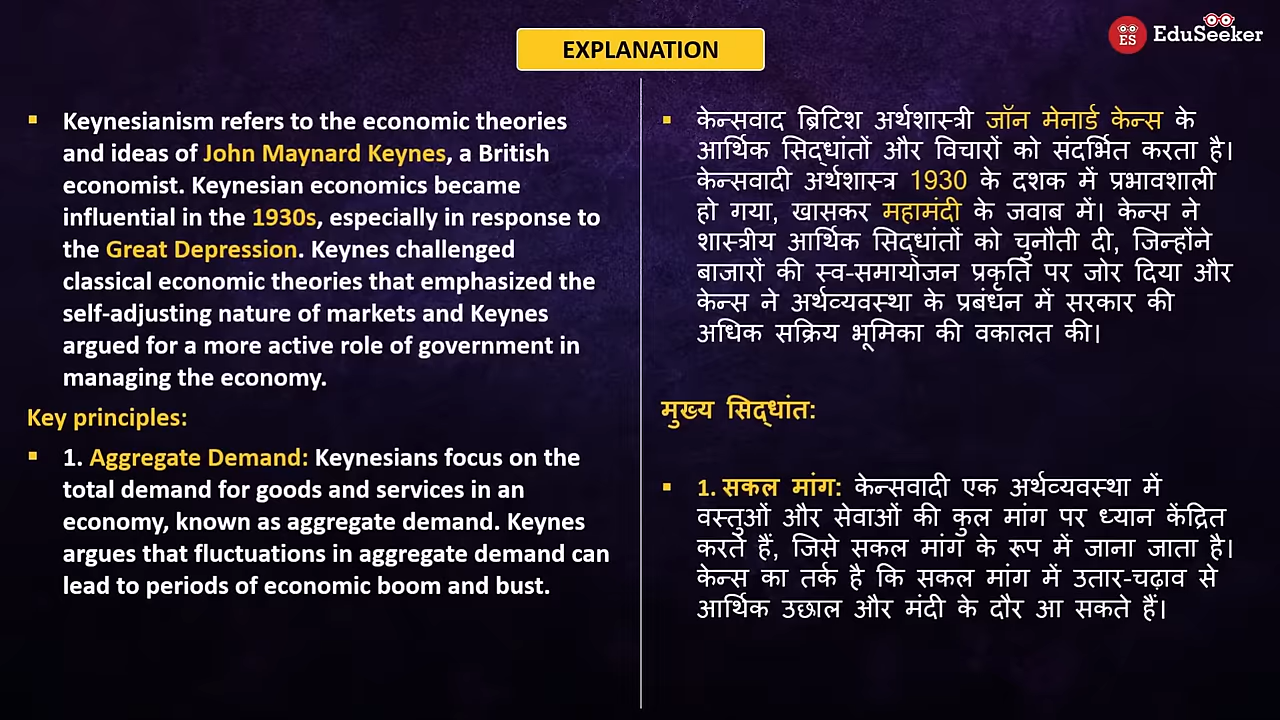 EXPLANATION
ES EduSeeker
▪ Keynesianism refers to the economic theories
and ideas of John Maynard Keynes, a British
economist. Keynesian economics became
influential in the 1930s, especially in response to
the Great Depression. Keynes challenged
classical economic theories that emphasized the
self-adjusting nature of markets and Keynes
argued for a more active role of government in
managing the economy.
Key principles:
▪ 1. Aggregate Demand: Keynesians focus on the
total demand for goods and services in an
economy, known as aggregate demand. Keynes
argues that fluctuations in aggregate demand can
lead to periods of economic boom and bust.
▪ केन्सवाद ब्रिटिश अर्थशास्त्री जॉन मेनार्ड केन्स के
आर्थिक सिद्धांतों और विचारों को संदर्भित करता है।
केन्सवादी अर्थशास्त्र 1930 के दशक में प्रभावशाली
हो गया, खासकर महामंदी के जवाब में। केन्स ने
शास्त्रीय आर्थिक सिद्धांतों को चुनौती दी, जिन्होंने
बाजारों की स्व-समायोजन प्रकृति पर जोर दिया और
केन्स ने अर्थव्यवस्था के प्रबंधन में सरकार की
अधिक सक्रिय भूमिका की वकालत की।
मुख्य सिद्धांत:
▪ 1. सकल मांग: केन्सवादी एक अर्थव्यवस्था में
वस्तुओं और सेवाओं की कुल मांग पर ध्यान केंद्रित
करते हैं, जिसे सकल मांग के रूप में जाना जाता है।
केन्स का तर्क है कि सकल मांग में उतार-चढ़ाव से
आर्थिक उछाल और मंदी के दौर आ सकते हैं।